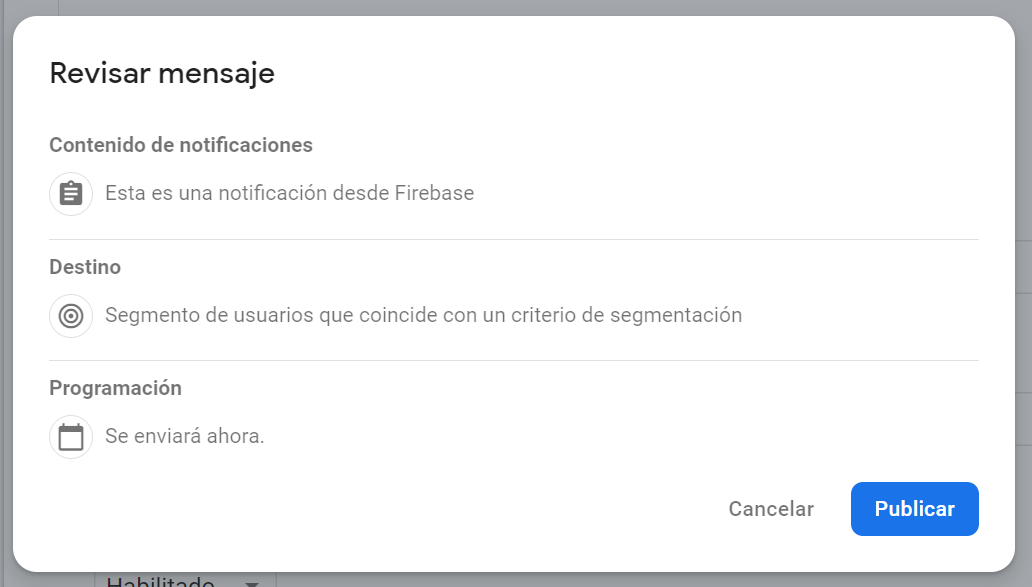 Revisar mensaje
Contenido de notificaciones
Esta es una notificación desde Firebase
Destino
Segmento de usuarios que coincide con un criterio de segmentación
Programación
Se enviará ahora.
Cancelar Publicar
Habilitado